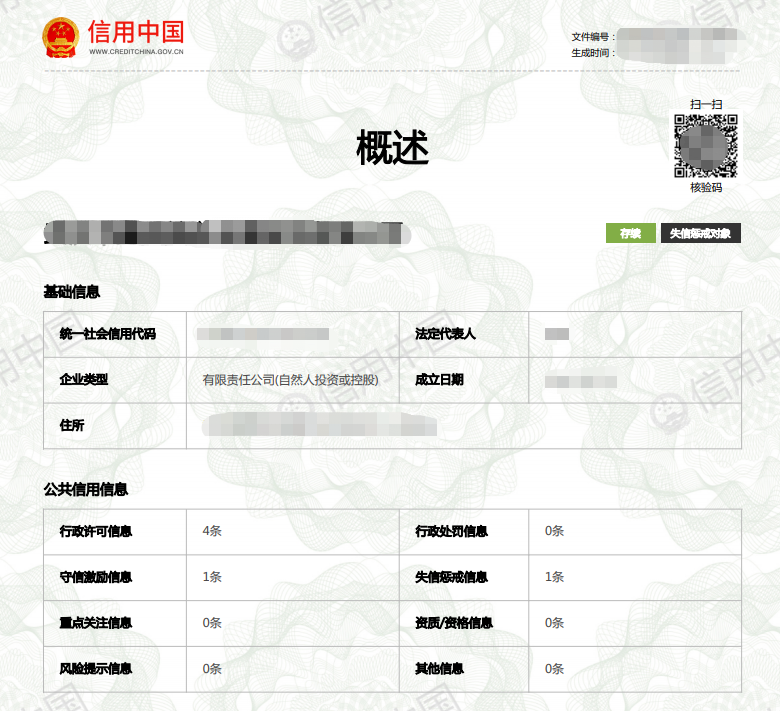 信用中国
WWW.CREDITCHINA.GOV.CN
文件编号：
生成时间：
扫一扫
核验码
概述
存续 失信惩戒对象
基础信息
统一社会信用代码 法定代表人
企业类型 有限责任公司(自然人投资或控股) 成立日期
住所
公共信用信息
行政许可信息 4条 行政处罚信息 0条
守信激励信息 1条 失信惩戒信息 1条
重点关注信息 0条 资质/资格信息 0条
风险提示信息 0条 其他信息 0条